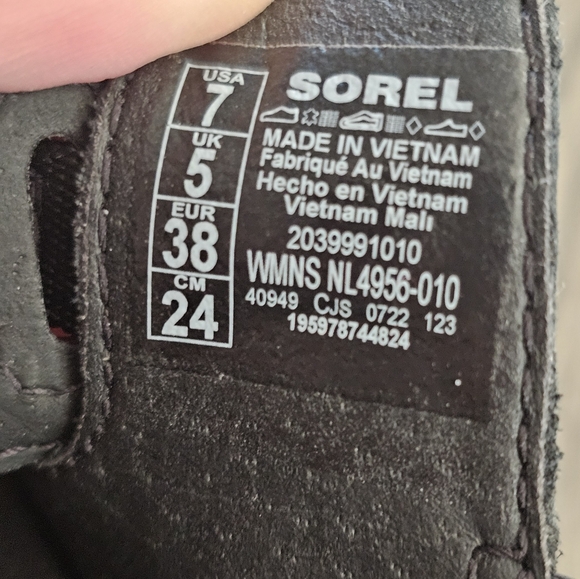 USA
7
UK
5
EUR
38
CM
24
SOREL
MADE IN VIETNAM
Fabriqué Au Vietnam
Hecho en Vietnam
Vietnam Malı
2039991010
WMNS NL4956-010
40949 CJS 0722 123
195978744824